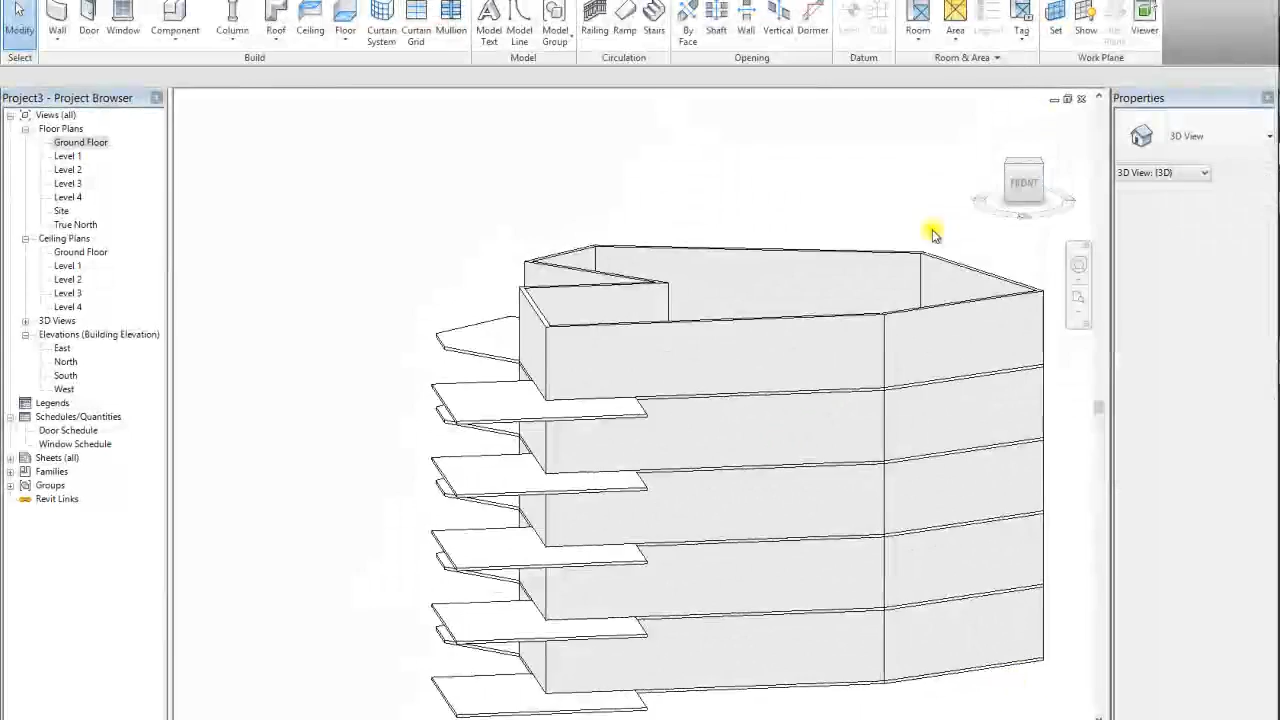 Modify Wall Door Window Component Column Roof Ceiling Floor Curtain System Curtain Grid Mullion Model Text Model Line Model Group Railing Ramp Stairs By Face Shaft Wall Vertical Dormer Room Area Tag Set Show Viewer
Select Build Model Circulation Opening Datum Room & Area Work Plane
Project3 - Project Browser
Views (all)
Floor Plans
Ground Floor
Level 1
Level 2
Level 3
Level 4
Site
True North
Ceiling Plans
Ground Floor
Level 1
Level 2
Level 3
Level 4
3D Views
Elevations (Building Elevation)
East
North
South
West
Legends
Schedules/Quantities
Door Schedule
Window Schedule
Sheets (all)
Families
Groups
Revit Links
FRONT
Properties
3D View
3D View: (3D)